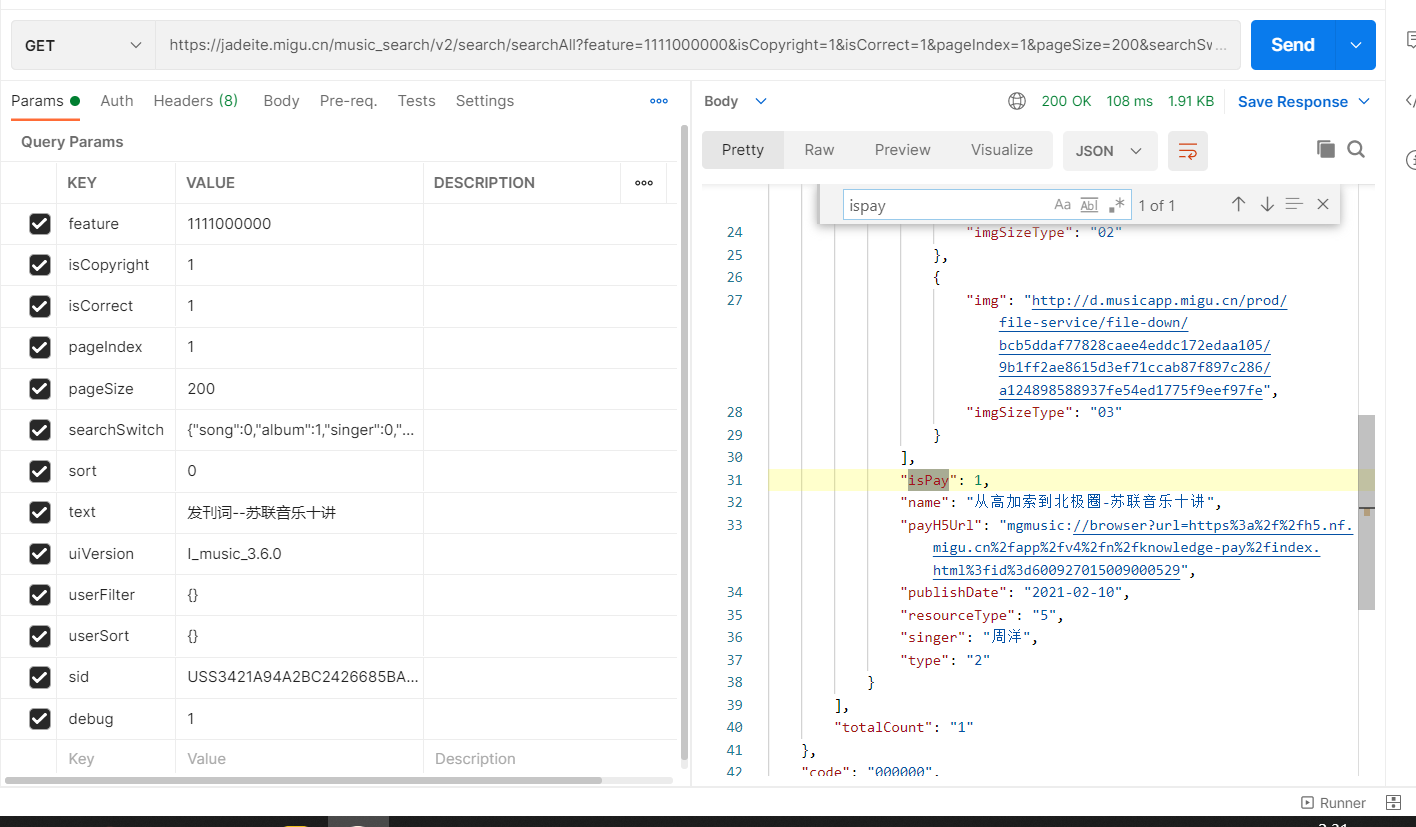 GET
https://jadeite.migu.cn/music_search/v2/search/searchAll?feature=1111000000&isCopyright=1&isCorrect=1&pageIndex=1&pageSize=200&searchSw...
Send
Params Auth Headers (8) Body Pre-req. Tests Settings
Query Params
KEY VALUE DESCRIPTION
feature 1111000000
isCopyright 1
isCorrect 1
pageIndex 1
pageSize 200
searchSwitch {"song":0,"album":1,"singer":0,"...
sort 0
text 发刊词--苏联音乐十讲
uiVersion I_music_3.6.0
userFilter {}
userSort {}
sid USS3421A94A2BC2426685BA...
debug 1
Key Value Description
Body 200 OK 108 ms 1.91 KB Save Response
Pretty Raw Preview Visualize JSON
ispay Aa Abl .* 1 of 1
24 "imgSizeType": "02"
25 },
26 {
27 "img": "http://d.musicapp.migu.cn/prod/
file-service/file-down/
bcb5ddaf77828caee4eddc172edaa105/
9b1ff2ae8615d3ef71ccab87f897c286/
a124898588937fe54ed1775f9eef97fe",
28 "imgSizeType": "03"
29 }
30 ],
31 "isPay": 1,
32 "name": "从高加索到北极圈-苏联音乐十讲",
33 "payH5Url": "mgmusic://browser?url=https%3a%2f%2fh5.nf.
migu.cn%2fapp%2fv4%2fn%2fknowledge-pay%2findex.
html%3fid%3d600927015009000529",
34 "publishDate": "2021-02-10",
35 "resourceType": "5",
36 "singer": "周洋",
37 "type": "2"
38 }
39 ],
40 "totalCount": "1"
41 },
42 "code": "000000",
Runner